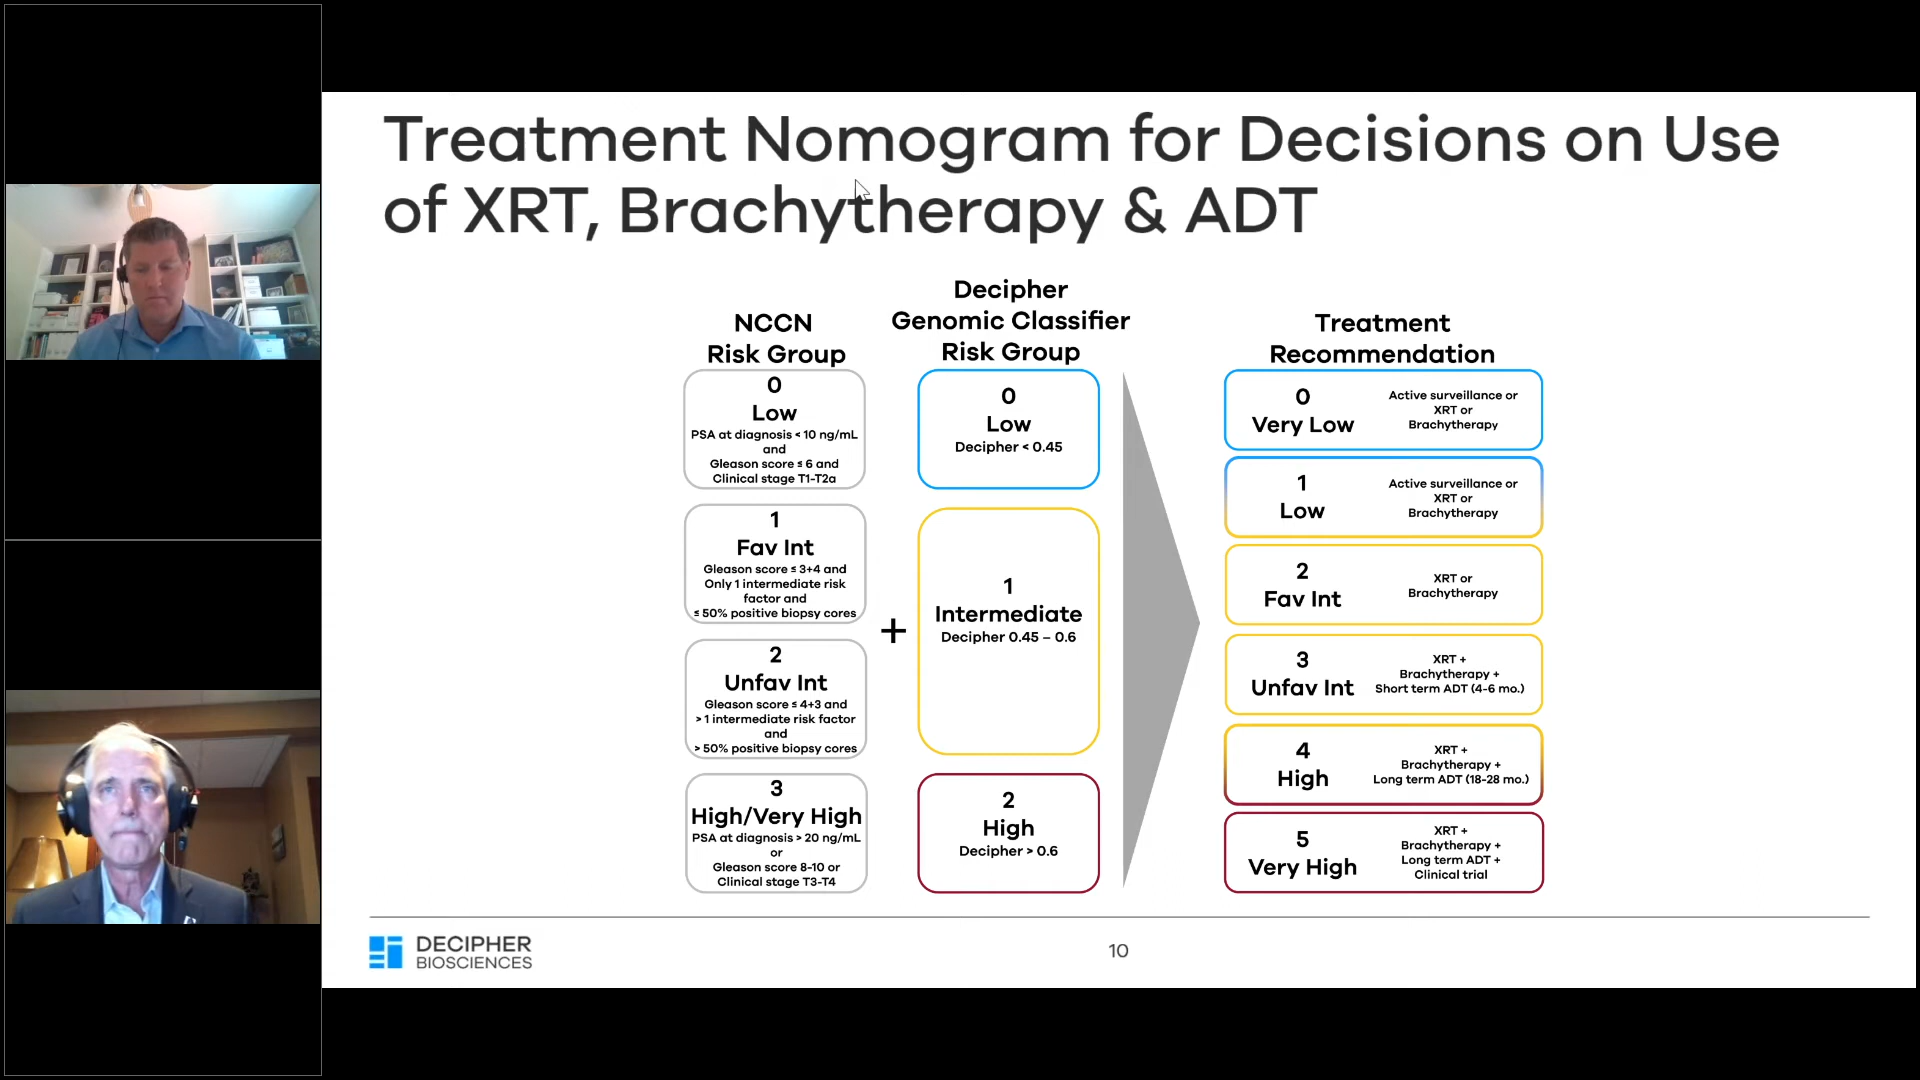 Treatment Nomogram for Decisions on Use
of XRT, Brachytherapy & ADT
NCCN
Risk Group
0
Low
PSA at diagnosis < 10 ng/mL
and
Gleason score ≤ 6 and
Clinical stage T1-T2a
1
Fav Int
Gleason score ≤ 3+4 and
Only 1 intermediate risk
factor and
≤ 50% positive biopsy cores
2
Unfav Int
Gleason score ≤ 4+3 and
> 1 intermediate risk factor
and
> 50% positive biopsy cores
3
High/Very High
PSA at diagnosis > 20 ng/mL
or
Gleason score 8-10 or
Clinical stage T3-T4
+
Decipher
Genomic Classifier
Risk Group
0
Low
Decipher < 0.45
1
Intermediate
Decipher 0.45 – 0.6
2
High
Decipher > 0.6
Treatment
Recommendation
0
Very Low
Active surveillance or
XRT or
Brachytherapy
1
Low
Active surveillance or
XRT or
Brachytherapy
2
Fav Int
XRT or
Brachytherapy
3
Unfav Int
XRT +
Brachytherapy +
Short term ADT (4-6 mo.)
4
High
XRT +
Brachytherapy +
Long term ADT (18-28 mo.)
5
Very High
XRT +
Brachytherapy +
Long term ADT +
Clinical trial
DECIPHER
BIOSCIENCES
10